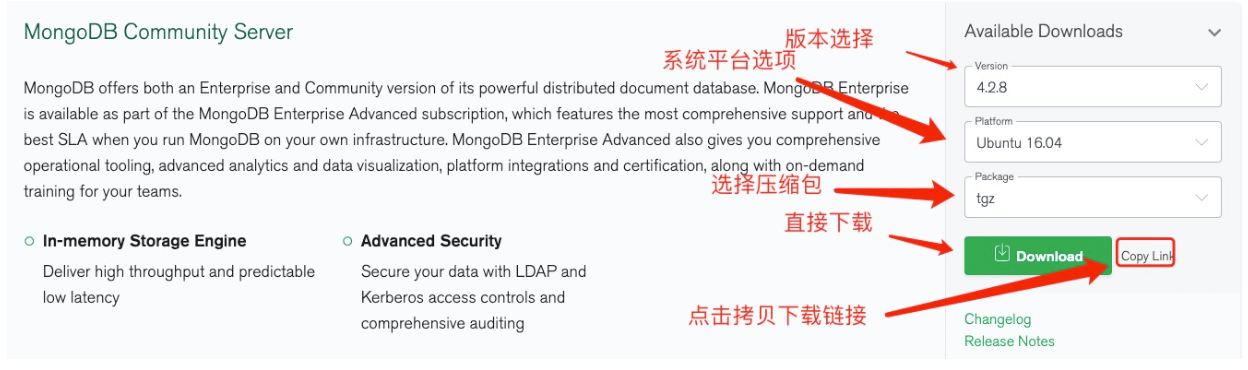 MongoDB Community Server
MongoDB offers both an Enterprise and Community version of its powerful distributed document database. MongoDB Enterprise
is available as part of the MongoDB Enterprise Advanced subscription, which features the most comprehensive support and the
best SLA when you run MongoDB on your own infrastructure. MongoDB Enterprise Advanced also gives you comprehensive
operational tooling, advanced analytics and data visualization, platform integrations and certification, along with on-demand
training for your teams.
In-memory Storage Engine
Deliver high throughput and predictable
low latency
Advanced Security
Secure your data with LDAP and
Kerberos access controls and
comprehensive auditing
版本选择
系统平台选项
选择压缩包
直接下载
点击拷贝下载链接
Available Downloads
Version
4.2.8
Platform
Ubuntu 16.04
Package
tgz
Download
Copy Link
Changelog
Release Notes